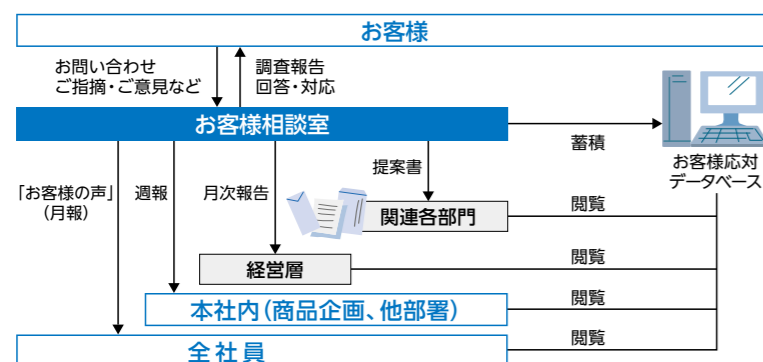 お客様
お問い合わせ
ご指摘・ご意見など
調査報告
回答・対応
お客様相談室
蓄積
お客様応対
データベース
「お客様の声」
(月報)
週報
月次報告
提案書
関連各部門
閲覧
経営層
閲覧
本社内(商品企画、他部署)
閲覧
全社員
閲覧